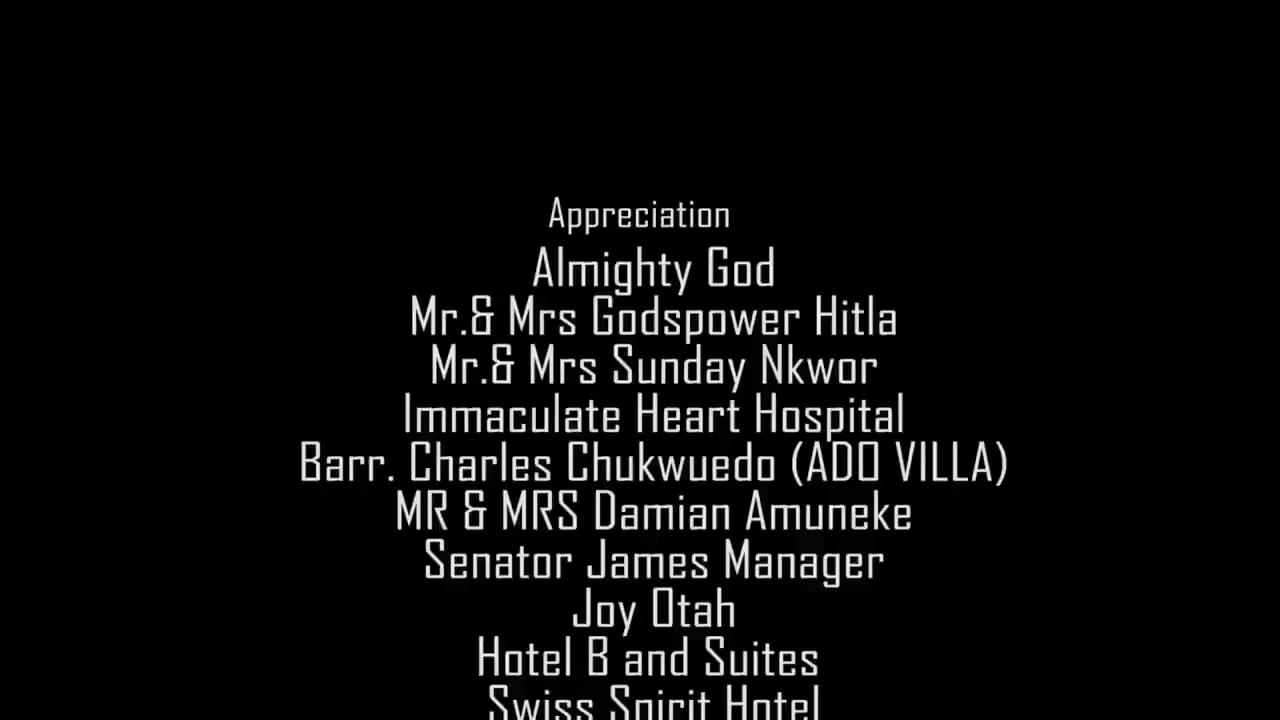 Appreciation
Almighty God
Mr.& Mrs Godspower Hitla
Mr.& Mrs Sunday Nkwor
Immaculate Heart Hospital
Barr. Charles Chukwuedo (ADO VILLA)
MR & MRS Damian Amuneke
Senator James Manager
Joy Otah
Hotel B and Suites
Swiss Spirit Hotel